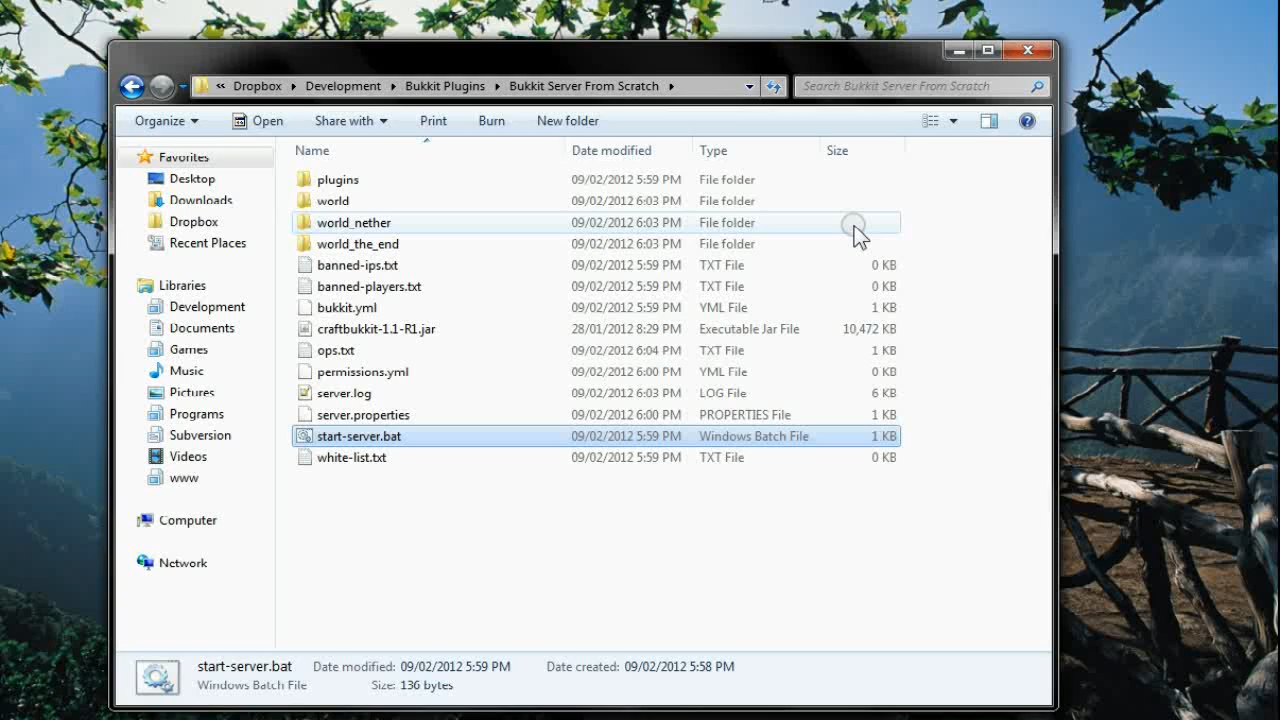 « Dropbox Development Bukkit Plugins Bukkit Server From Scratch Search Bukkit Server From Scratch
Organize Open Share with Print Burn New folder
Name Date modified Type Size
Favorites
Desktop
Downloads
Dropbox
Recent Places
Libraries
Development
Documents
Games
Music
Pictures
Programs
Subversion
Videos
www
Computer
Network
plugins 09/02/2012 5:59 PM File folder
world 09/02/2012 6:03 PM File folder
world_nether 09/02/2012 6:03 PM File folder
world_the_end 09/02/2012 6:03 PM File folder
banned-ips.txt 09/02/2012 5:59 PM TXT File 0 KB
banned-players.txt 09/02/2012 5:59 PM TXT File 0 KB
bukkit.yml 09/02/2012 5:59 PM YML File 1 KB
craftbukkit-1.1-R1.jar 28/01/2012 8:29 PM Executable Jar File 10,472 KB
ops.txt 09/02/2012 6:04 PM TXT File 1 KB
permissions.yml 09/02/2012 6:00 PM YML File 0 KB
server.log 09/02/2012 6:03 PM LOG File 6 KB
server.properties 09/02/2012 6:00 PM PROPERTIES File 1 KB
start-server.bat 09/02/2012 5:59 PM Windows Batch File 1 KB
white-list.txt 09/02/2012 5:59 PM TXT File 0 KB
start-server.bat Date modified: 09/02/2012 5:59 PM Date created: 09/02/2012 5:58 PM
Windows Batch File Size: 136 bytes